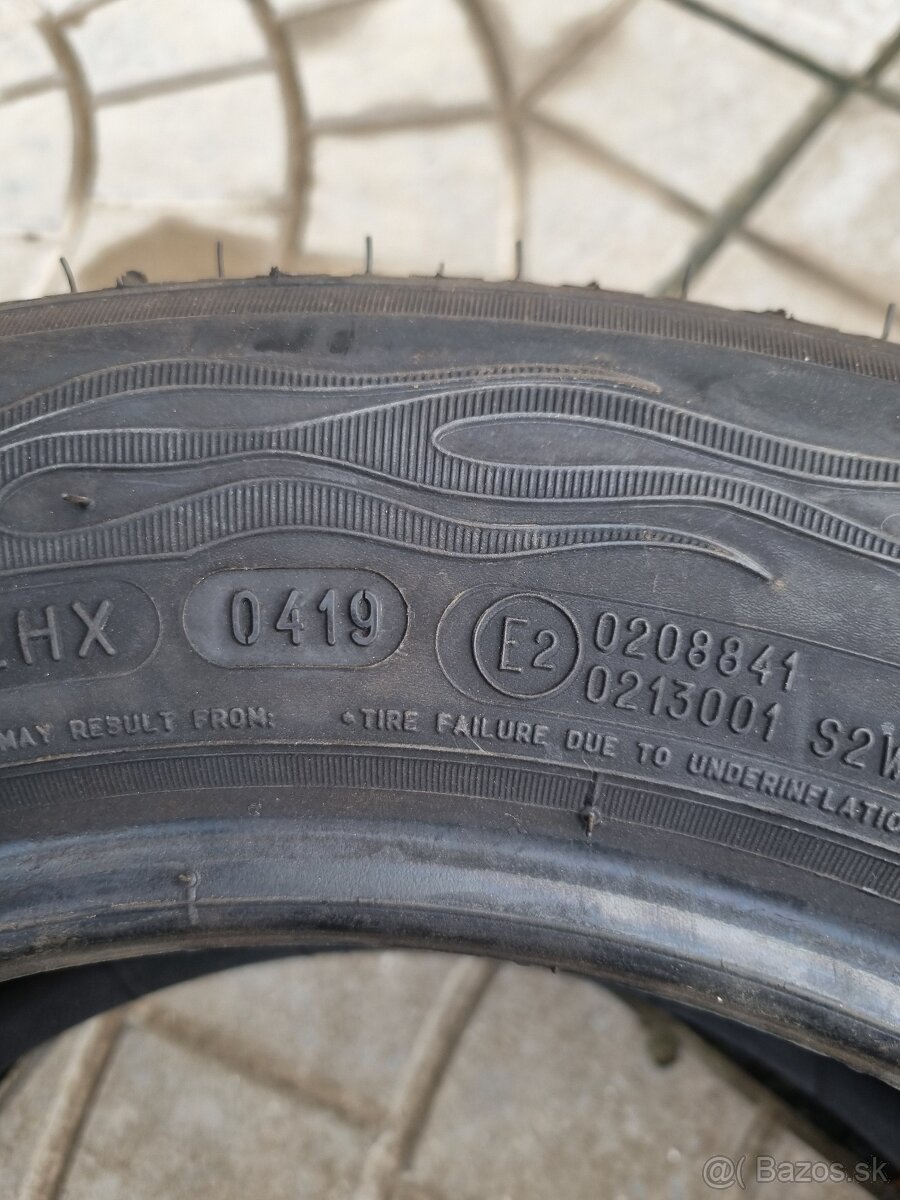 HX 0419 E2 0208841
0213001 S2W
MAY RESULT FROM: •TIRE FAILURE DUE TO UNDERINFLATIO
@( Bazos.sk